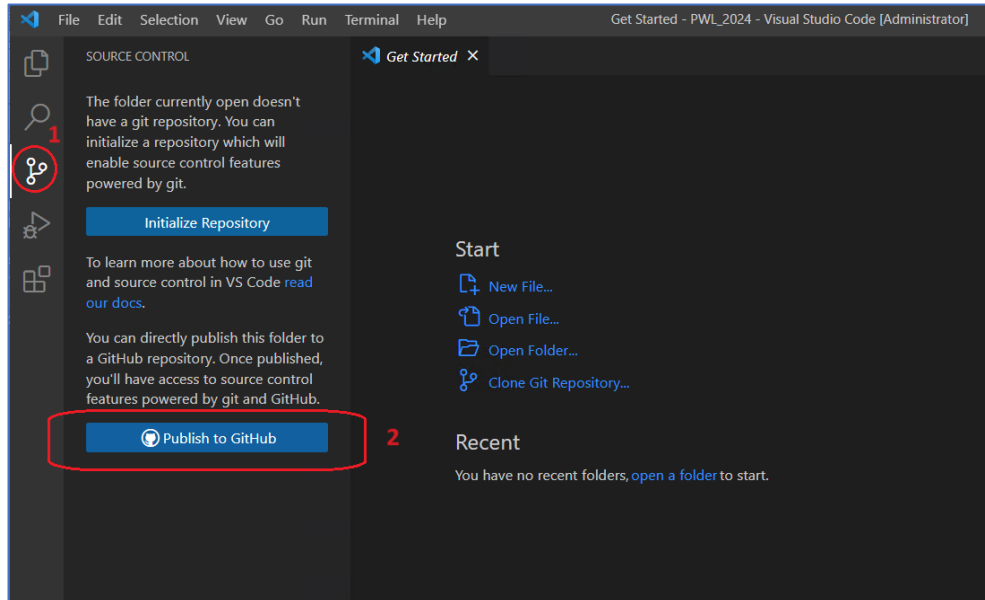 File Edit Selection View Go Run Terminal Help Get Started - PWL_2024 - Visual Studio Code [Administrator]
SOURCE CONTROL
Get Started
The folder currently open doesn't
have a git repository. You can
initialize a repository which will
enable source control features
powered by git.
1
Initialize Repository
To learn more about how to use git
and source control in VS Code read
our docs.
You can directly publish this folder to
a GitHub repository. Once published,
you'll have access to source control
features powered by git and GitHub.
Publish to GitHub
2
Start
New File...
Open File...
Open Folder...
Clone Git Repository...
Recent
You have no recent folders, open a folder to start.